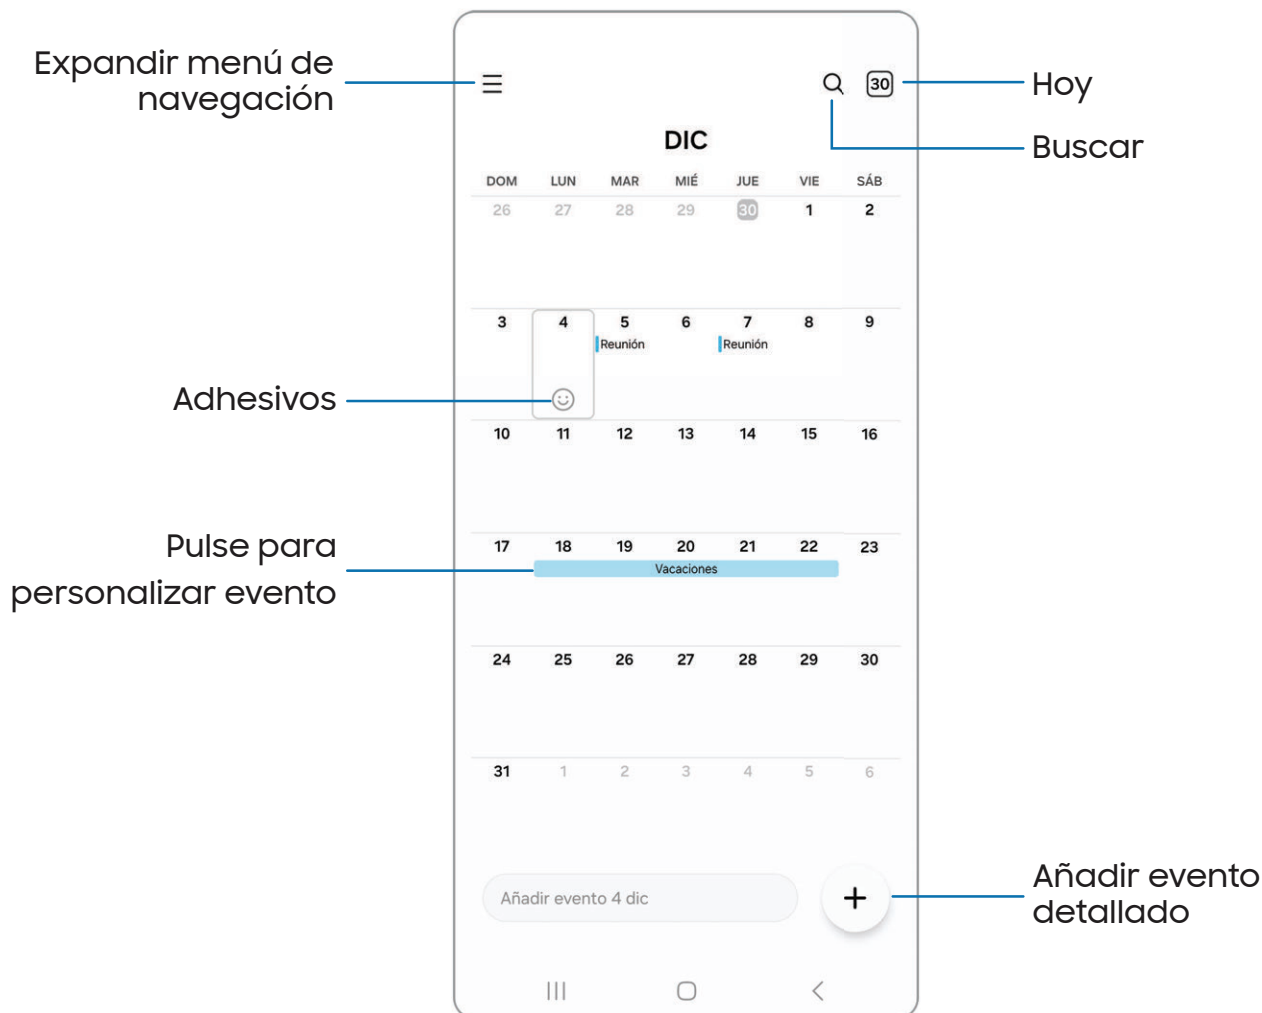 Expandir menú de
navegación
30
Hoy
Buscar
DIC
DOM LUN MAR MIÉ JUE VIE SÁB
26 27 28 29 30 1 2
3 4 5 6 7 8 9
Reunión Reunión
Adhesivos
10 11 12 13 14 15 16
Pulse para
personalizar evento
17 18 19 20 21 22 23
Vacaciones
24 25 26 27 28 29 30
31 1 2 3 4 5 6
Añadir evento 4 dic
+
Añadir evento
detallado